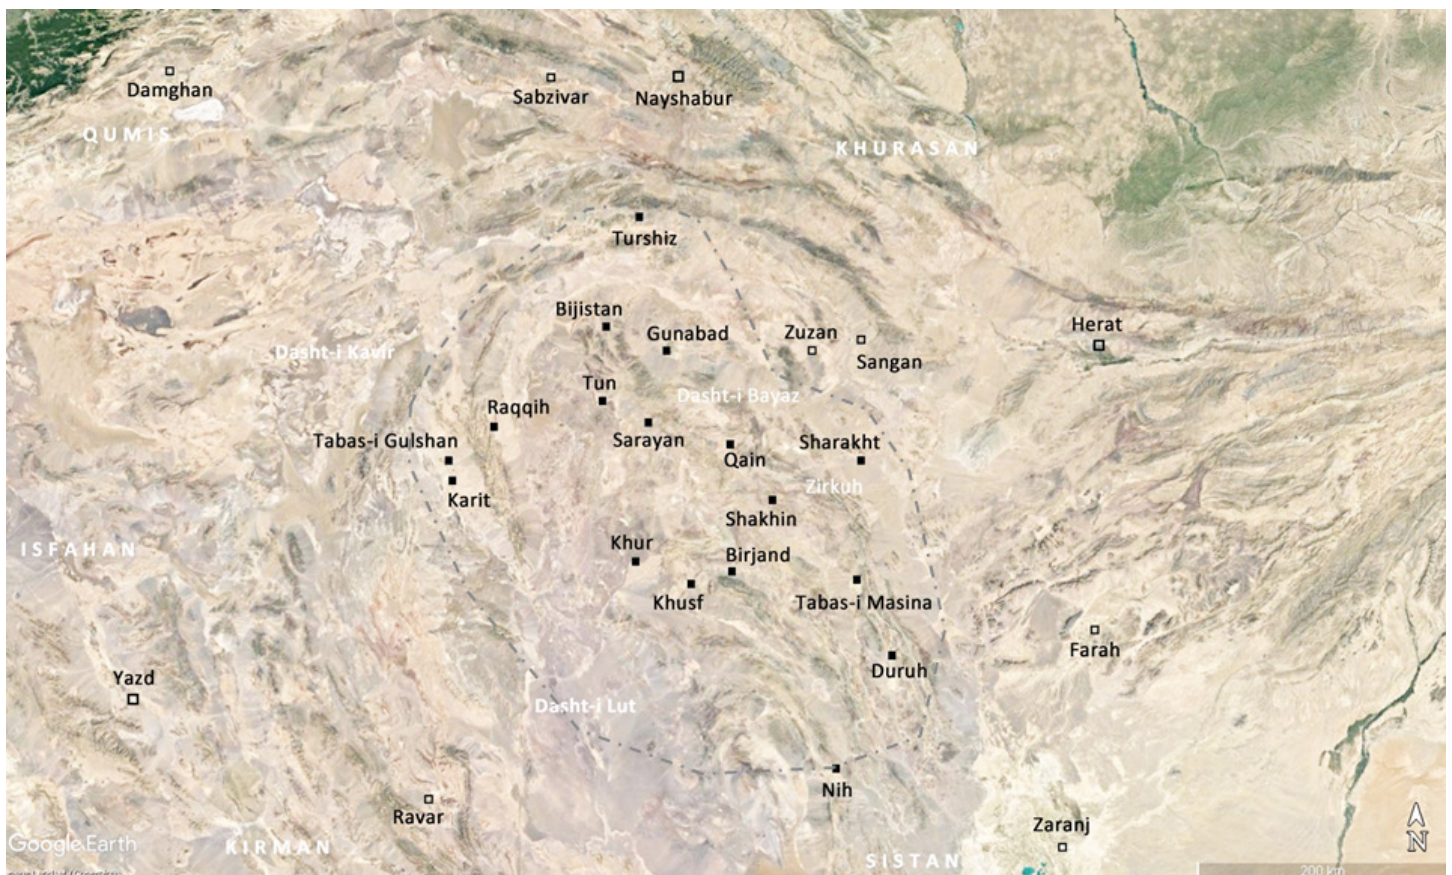 Damghan
Sabzivar
Nayshabur
QUMIS
KHURASAN
Turshiz
Bijistan
Gunabad
Zuzan
Herat
Dasht-i Kavir
Sangan
Tun
Dasht-i Bayaz
Raqqih
Tabas-i Gulshan
Sarayan
Sharakht
Qain
Karit
Zirkuh
Shakhin
Khur
Birjand
ISFAHAN
Khusf
Tabas-i Masina
Farah
Duruh
Yazd
Dasht-i Lut
Nih
Ravar
Zaranj
Google Earth
KIRMAN
SISTAN
N
200 km